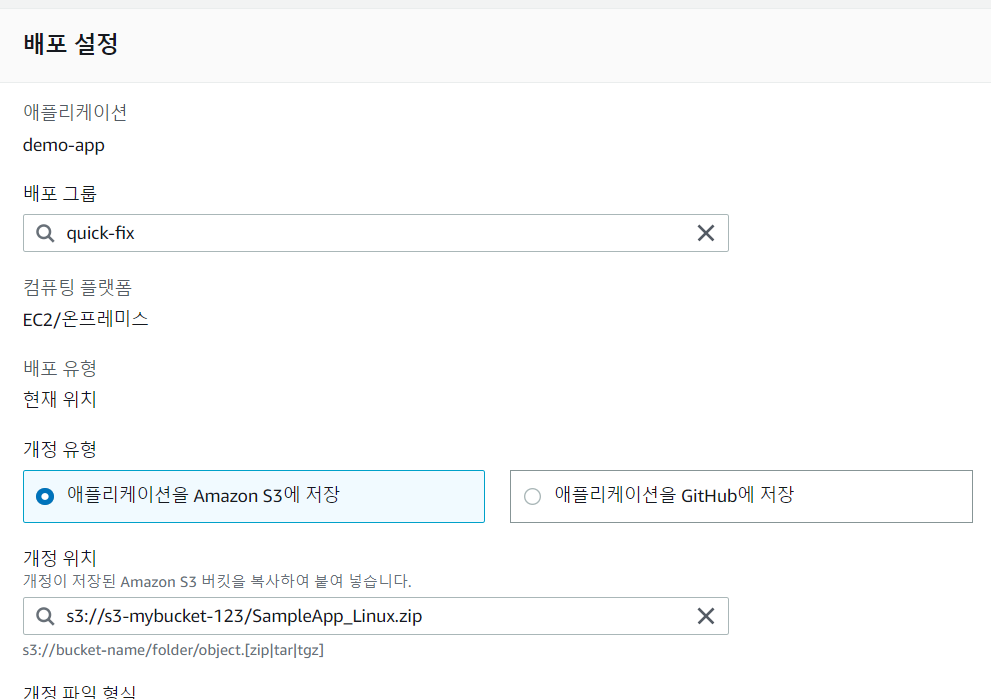 배포 설정
애플리케이션
demo-app
배포 그룹
quick-fix
컴퓨팅 플랫폼
EC2/온프레미스
배포 유형
현재 위치
개정 유형
애플리케이션을 Amazon S3에 저장
애플리케이션을 GitHub에 저장
개정 위치
개정이 저장된 Amazon S3 버킷을 복사하여 붙여 넣습니다.
s3://s3-mybucket-123/SampleApp_Linux.zip
s3://bucket-name/folder/object.[zip|tar|tgz]
개정 파일 형식